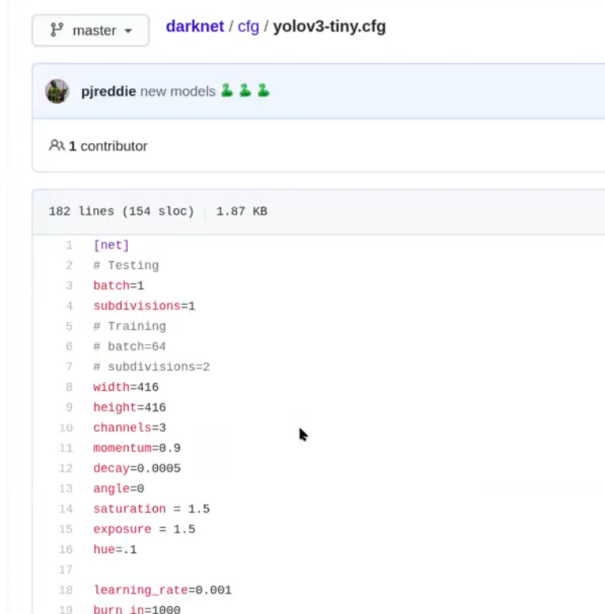 master darknet / cfg / yolov3-tiny.cfg
pjreddie new models
1 contributor
182 lines (154 sloc) 1.87 KB
1 [net]
2 # Testing
3 batch=1
4 subdivisions=1
5 # Training
6 # batch=64
7 # subdivisions=2
8 width=416
9 height=416
10 channels=3
11 momentum=0.9
12 decay=0.0005
13 angle=0
14 saturation = 1.5
15 exposure = 1.5
16 hue=.1
17
18 learning_rate=0.001
19 burn_in=1000